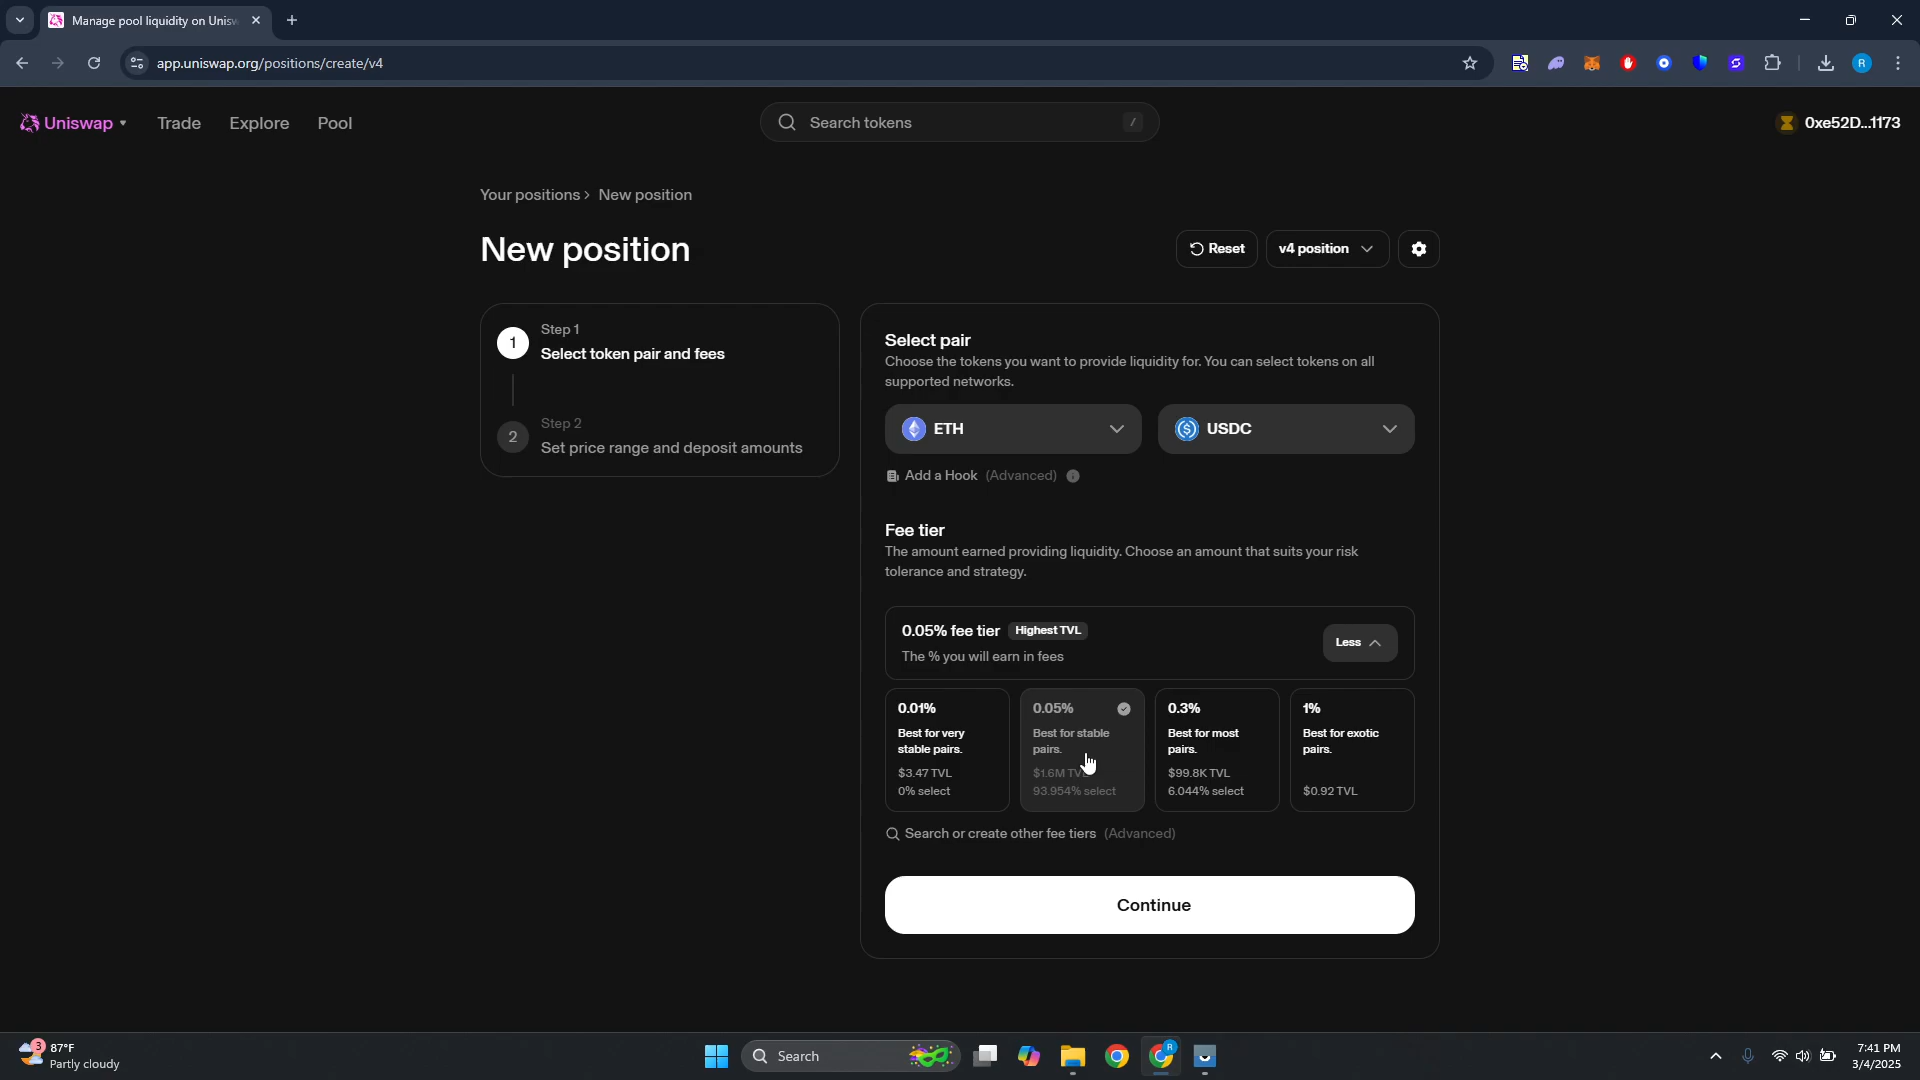 Manage pool liquidity on Unisw
app.uniswap.org/positions/create/v4
R
Uniswap
Trade
Explore
Pool
Search tokens
/
0xe52D...1173
Your positions > New position
New position
Reset
v4 position
1
Step 1
Select token pair and fees
2
Step 2
Set price range and deposit amounts
Select pair
Choose the tokens you want to provide liquidity for. You can select tokens on all
supported networks.
ETH
USDC
Add a Hook (Advanced)
Fee tier
The amount earned providing liquidity. Choose an amount that suits your risk
tolerance and strategy.
0.05% fee tier Highest TVL
The % you will earn in fees
Less
0.01%
Best for very
stable pairs.
$3.47 TVL
0% select
0.05%
Best for stable
pairs.
$1.6M TVL
93.954% select
0.3%
Best for most
pairs.
$99.8K TVL
6.044% select
1%
Best for exotic
pairs.
$0.92 TVL
Search or create other fee tiers (Advanced)
Continue
3
87°F
Partly cloudy
Search
R
7:41 PM
3/4/2025